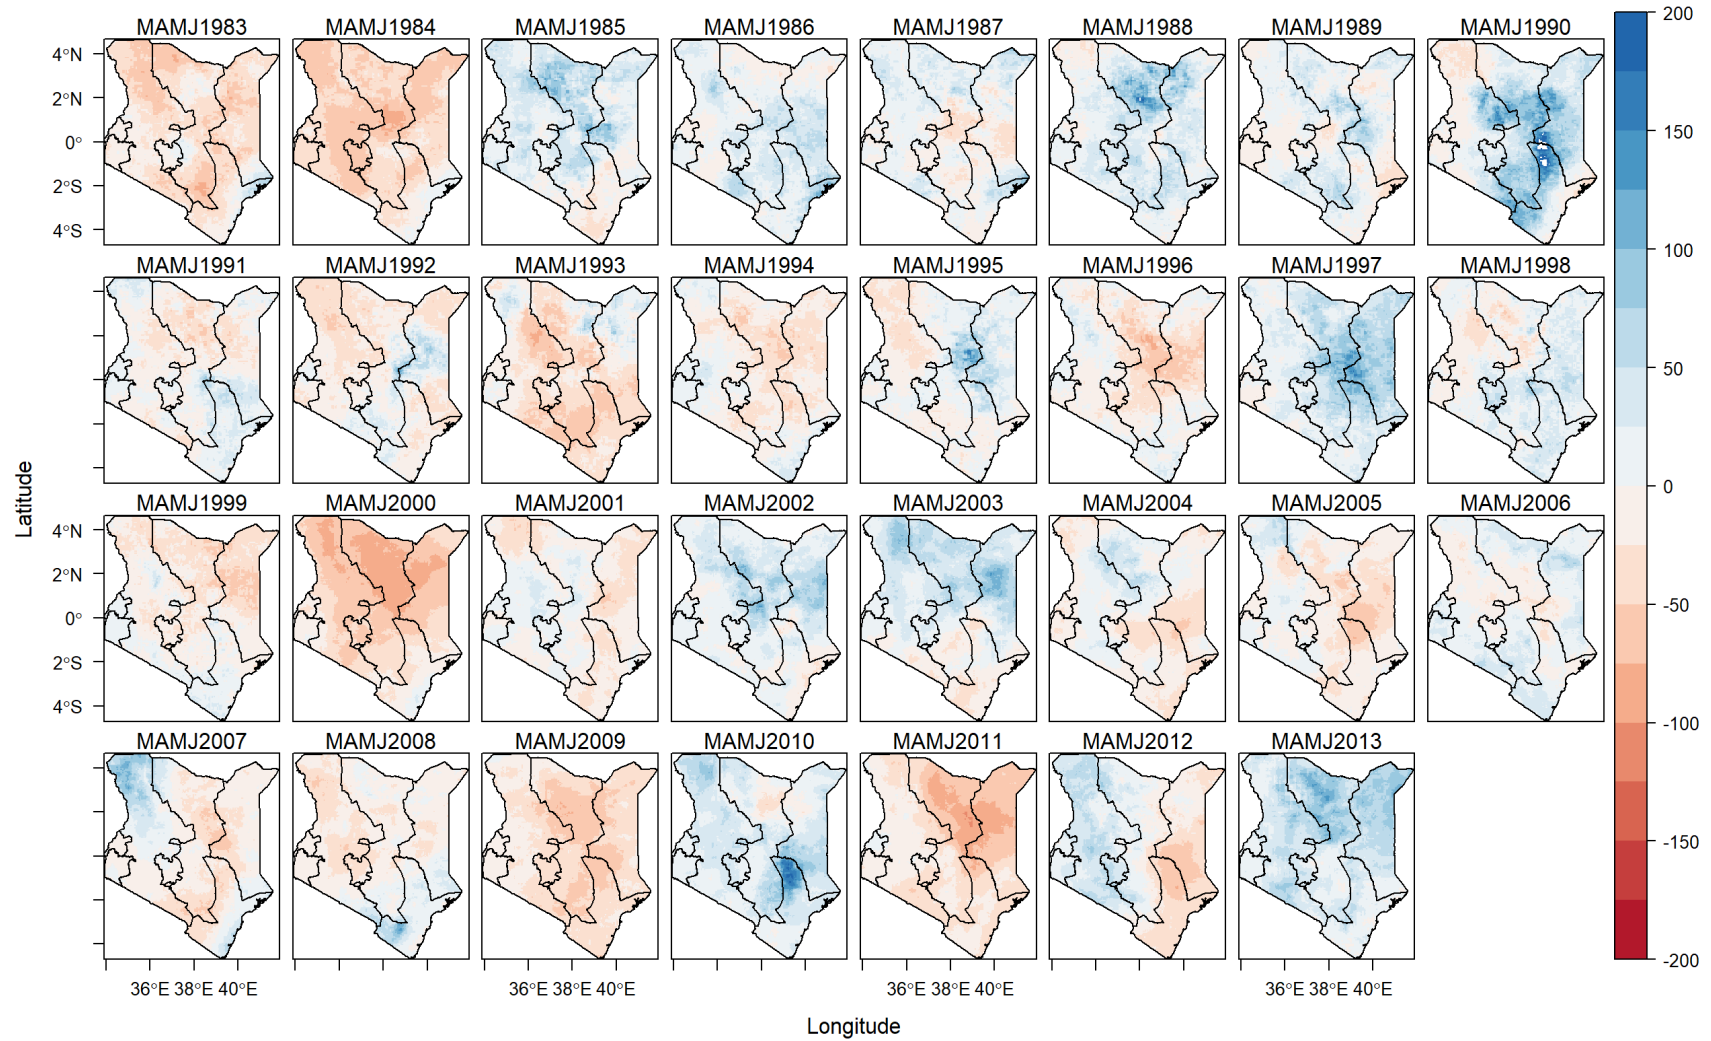 MAMJ1983 MAMJ1984 MAMJ1985 MAMJ1986 MAMJ1987 MAMJ1988 MAMJ1989 MAMJ1990
4°N
2°N
0°
2°S
4°S
MAMJ1991 MAMJ1992 MAMJ1993 MAMJ1994 MAMJ1995 MAMJ1996 MAMJ1997 MAMJ1998
MAMJ1999 MAMJ2000 MAMJ2001 MAMJ2002 MAMJ2003 MAMJ2004 MAMJ2005 MAMJ2006
4°N
2°N
0°
2°S
4°S
MAMJ2007 MAMJ2008 MAMJ2009 MAMJ2010 MAMJ2011 MAMJ2012 MAMJ2013
36°E 38°E 40°E 36°E 38°E 40°E 36°E 38°E 40°E 36°E 38°E 40°E
Longitude
Latitude
200
150
100
50
0
-50
-100
-150
-200